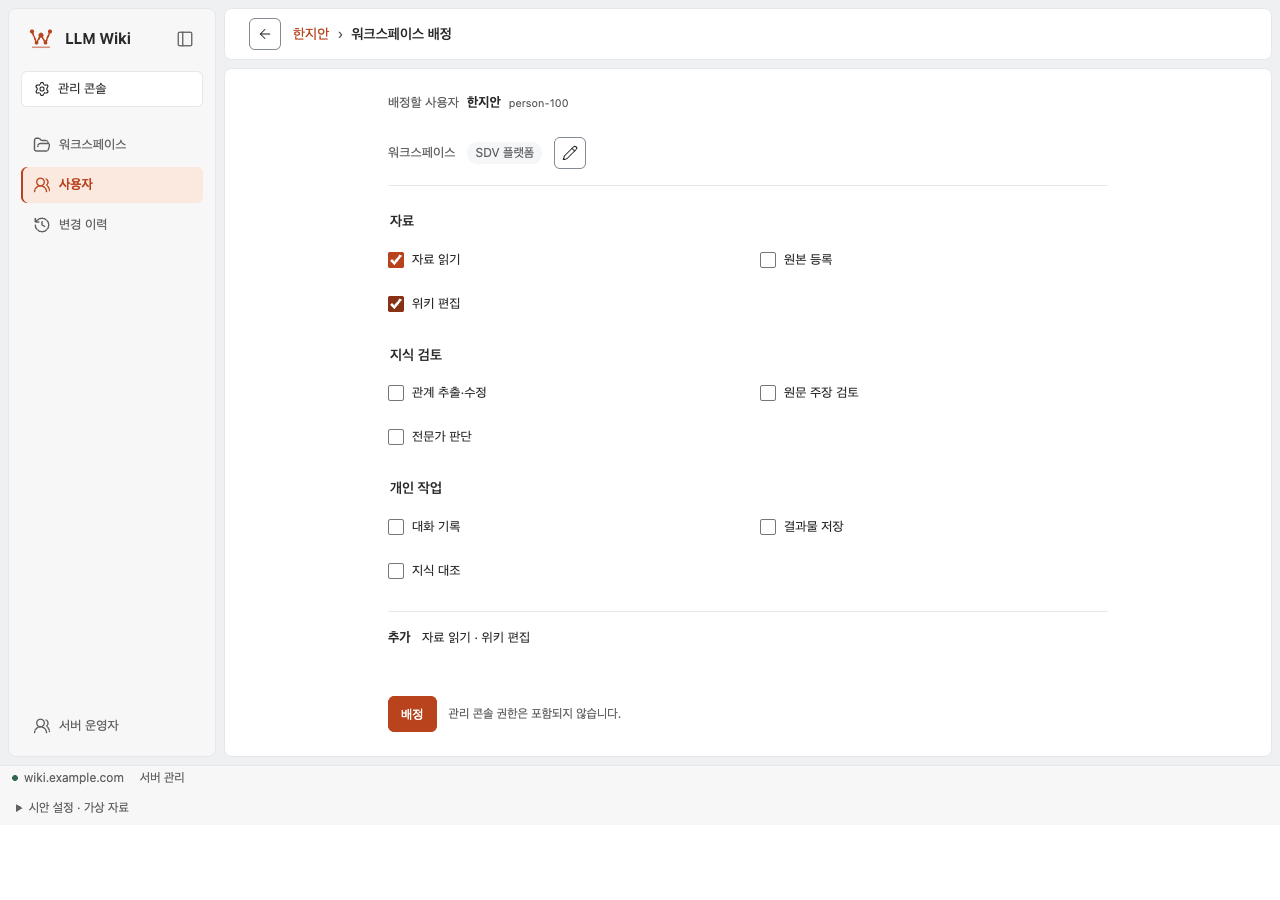 LLM Wiki
관리 콘솔
워크스페이스
사용자
변경 이력
서버 운영자
한지안 › 워크스페이스 배정
배정할 사용자 한지안 person-100
워크스페이스 SDV 플랫폼
자료
자료 읽기 원본 등록
위키 편집
지식 검토
관계 추출·수정 원문 주장 검토
전문가 판단
개인 작업
대화 기록 결과물 저장
지식 대조
추가 자료 읽기 · 위키 편집
배정 관리 콘솔 권한은 포함되지 않습니다.
wiki.example.com 서버 관리
시안 설정 · 가상 자료